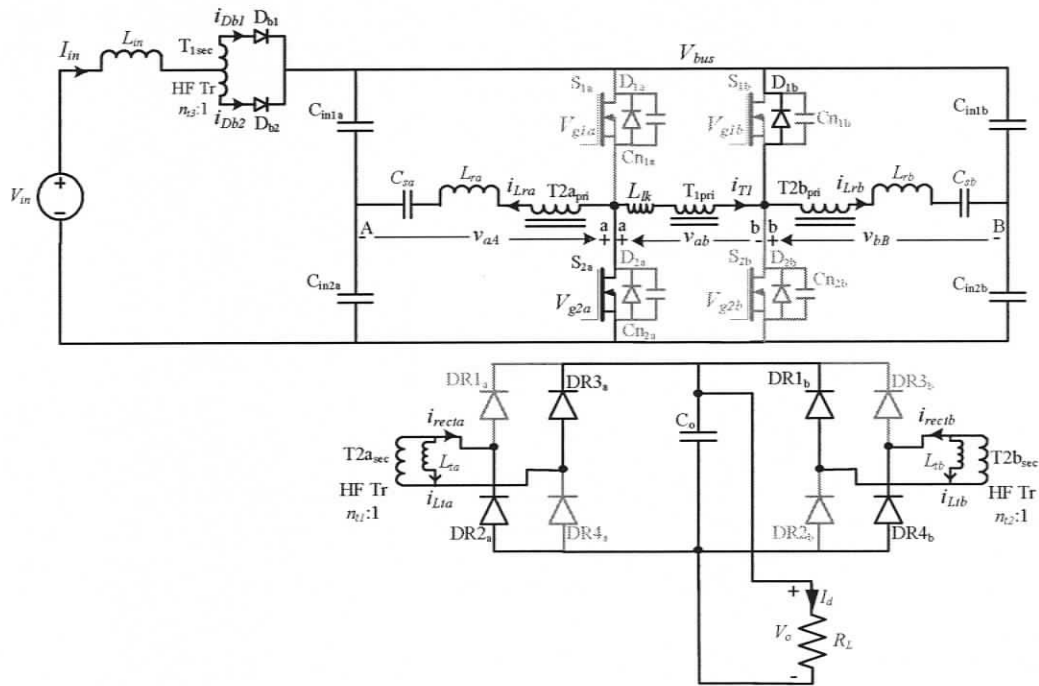 I_in
L_in
T_1sec
i_Db1
D_b1
HF Tr
n_t3:1
i_Db2
D_b2
V_bus
C_in1a
S_1a
D_1a
V_g1a
Cn_1a
S_1b
D_1b
V_g1b
Cn_1b
C_in1b
V_in
+
-
C_sa
L_ra
i_Lra
T2a_pri
L_lk
T_1pri
i_T1
T2b_pri
i_Lrb
L_rb
C_sb
A
-
v_aA
+
a
a
+
v_ab
b
-
b
+
v_bB
-
B
C_in2a
S_2a
D_2a
V_g2a
Cn_2a
S_2b
D_2b
V_g2b
Cn_2b
C_in2b
DR1_a
DR3_a
DR1_b
DR3_b
i_recta
C_o
i_rectb
T2a_sec
L_ta
L_tb
T2b_sec
HF Tr
i_Lta
i_Ltb
HF Tr
n_t1:1
n_t2:1
DR2_a
DR4_a
DR2_b
DR4_b
+
I_d
V_o
R_L
-